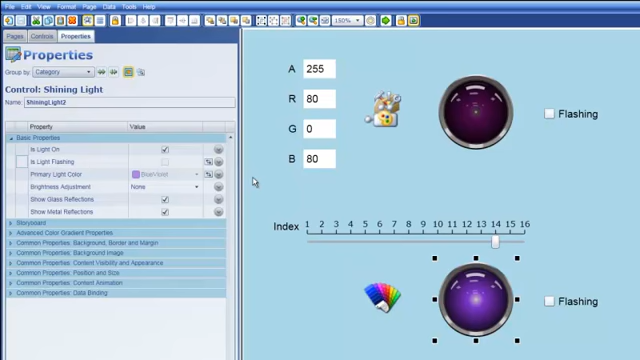 File Edit View Format Page Data Tools Help
150%
Pages Controls Properties
Properties
Group by: Category
Control: Shining Light
Name: ShiningLight2
Property Value
Basic Properties
Is Light On
Is Light Flashing
Primary Light Color BlueViolet
Brightness Adjustment None
Show Glass Reflections
Show Metal Reflections
Storyboard
Advanced Color Gradient Properties
Common Properties: Background, Border and Margin
Common Properties: Background Image
Common Properties: Content Visibility and Appearance
Common Properties: Position and Size
Common Properties: Content Animation
Common Properties: Data Binding
A 255
R 80
G 0
B 80
Flashing
Index 1 2 3 4 5 6 7 8 9 10 11 12 13 14 15 16
Flashing